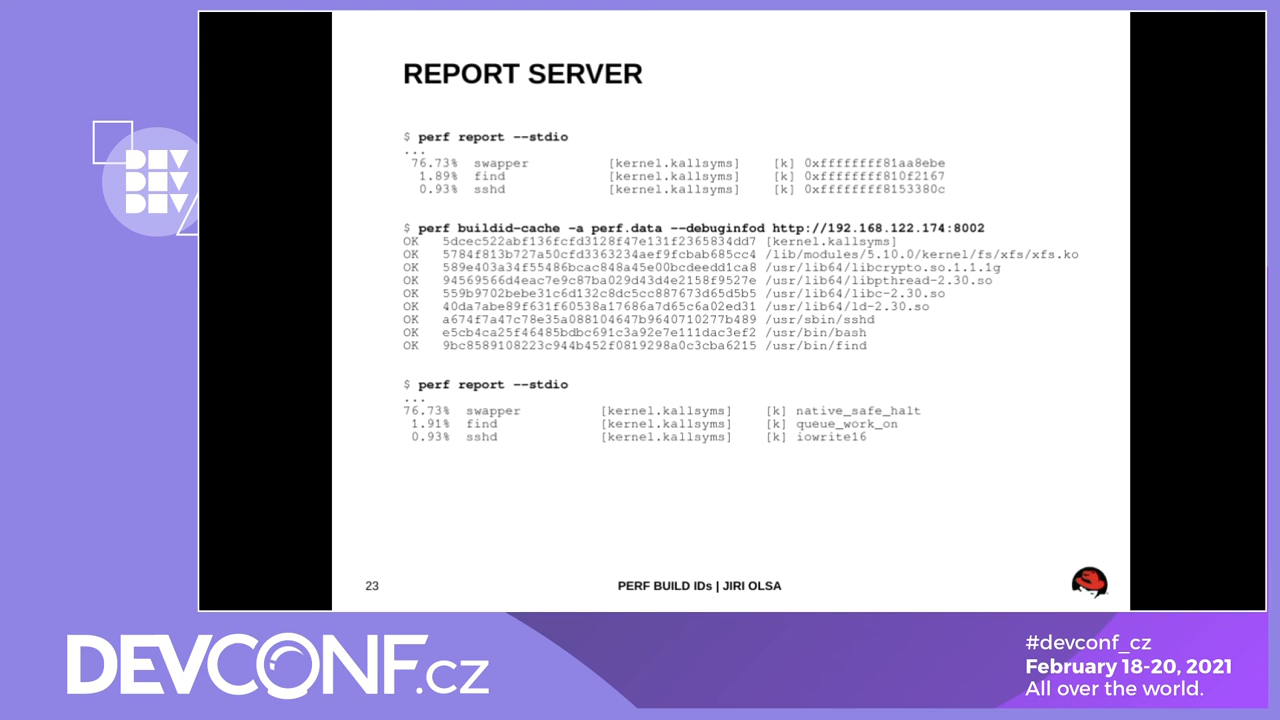 REPORT SERVER
$ perf report --stdio
...
76.73% swapper [kernel.kallsyms] [k] 0xffffffff81aa8ebe
1.89% find [kernel.kallsyms] [k] 0xffffffff810f2167
0.93% sshd [kernel.kallsyms] [k] 0xffffffff8153380c
$ perf buildid-cache -a perf.data --debuginfod http://192.168.122.174:8002
OK 5dcec522abf136fcfd3128f47e131f2365834dd7 [kernel.kallsyms]
OK 5784f813b727a50cfd3363234aef9fcbab685cc4 /lib/modules/5.10.0/kernel/fs/xfs/xfs.ko
OK 589e403a34f55486bcac848a45e00bcdeedd1ca8 /usr/lib64/libcrypto.so.1.1.1g
OK 94569566d4eac7e9c87ba029d43d4e2158f9527e /usr/lib64/libpthread-2.30.so
OK 559b9702bebe31c6d132c8dc5cc887673d65d5b5 /usr/lib64/libc-2.30.so
OK 40da7abe89f631f60538a17686a7d65c6a02ed31 /usr/lib64/ld-2.30.so
OK a674f7a47c78e35a088104647b9640710277b489 /usr/sbin/sshd
OK e5cb4ca25f46485bdbc691c3a92e7e111dac3ef2 /usr/bin/bash
OK 9bc8589108223c944b452f0819298a0c3cba6215 /usr/bin/find
$ perf report --stdio
...
76.73% swapper [kernel.kallsyms] [k] native_safe_halt
1.91% find [kernel.kallsyms] [k] queue_work_on
0.93% sshd [kernel.kallsyms] [k] iowrite16
23
PERF BUILD IDs | JIRI OLSA
DEV
DEV
DEV
DEVCONF.cz
#devconf_cz
February 18-20, 2021
All over the world.